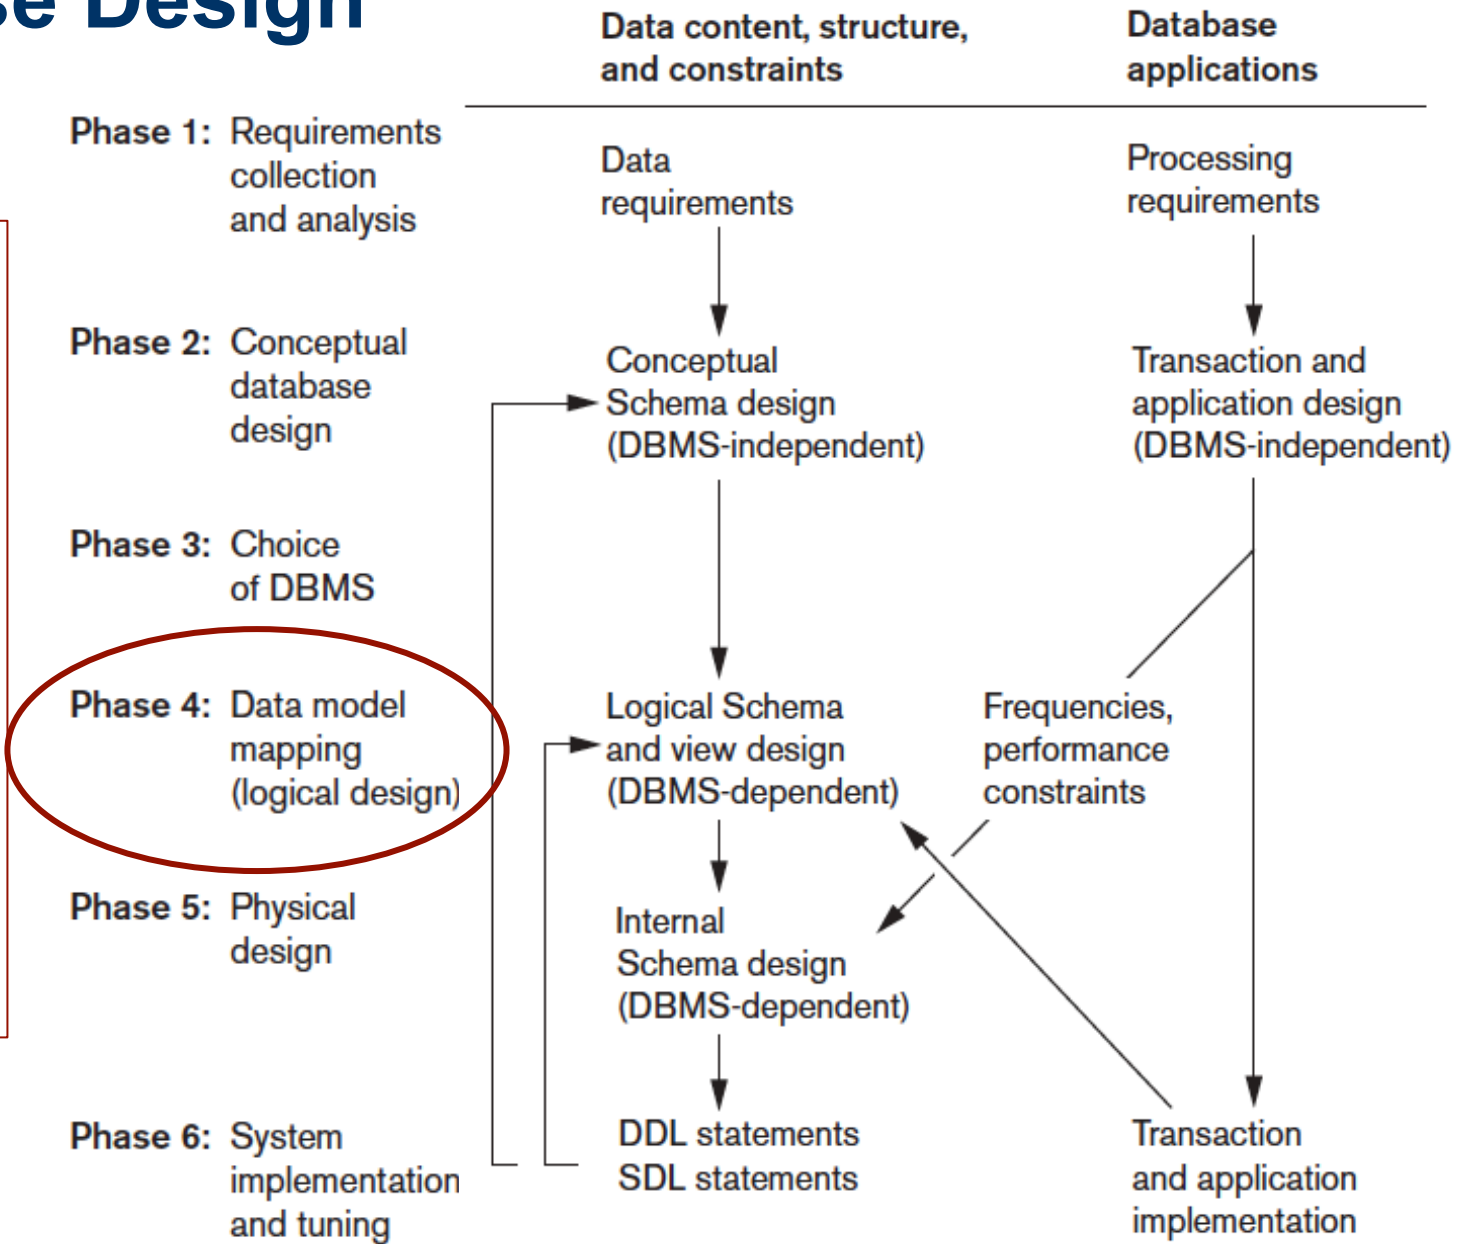 se Design
Data content, structure,
and constraints
Database
applications
Phase 1: Requirements
collection
and analysis
Data
requirements
Processing
requirements
Phase 2: Conceptual
database
design
Conceptual
Schema design
(DBMS-independent)
Transaction and
application design
(DBMS-independent)
Phase 3: Choice
of DBMS
Phase 4: Data model
mapping
(logical design)
Logical Schema
and view design
(DBMS-dependent)
Frequencies,
performance
constraints
Phase 5: Physical
design
Internal
Schema design
(DBMS-dependent)
Phase 6: System
implementation
and tuning
DDL statements
SDL statements
Transaction
and application
implementation